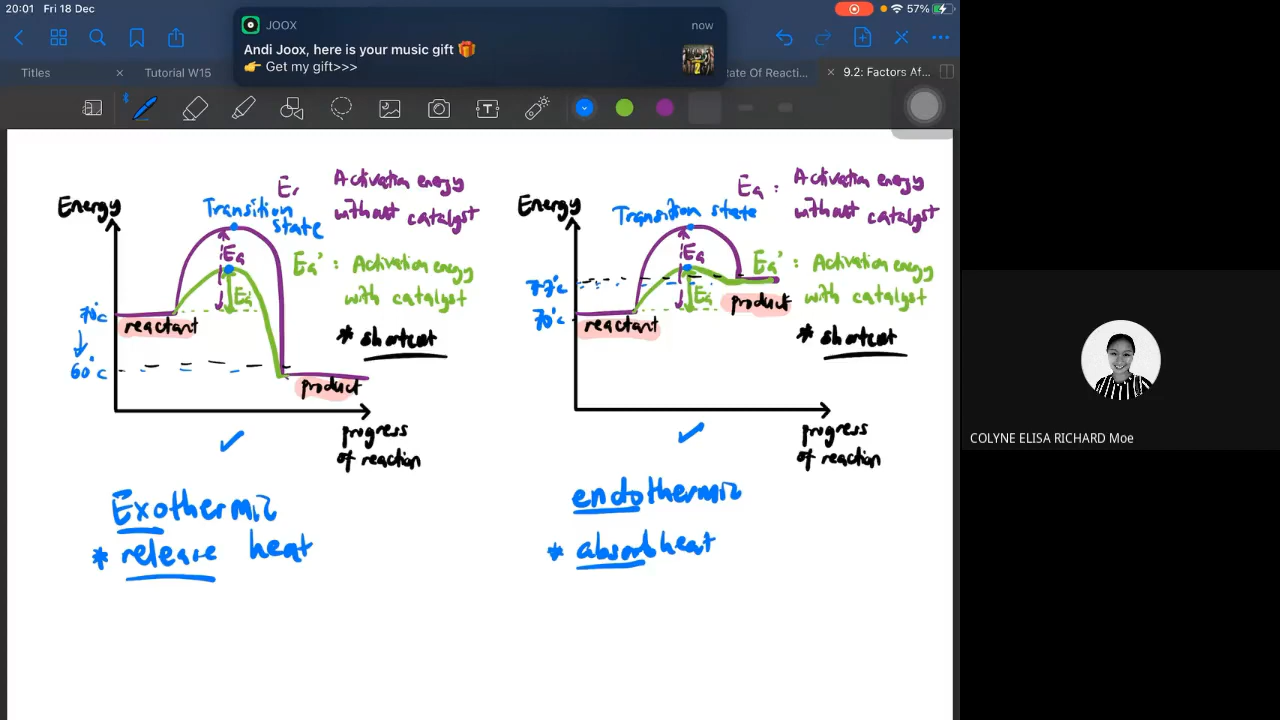 20:01 Fri 18 Dec
57%
JOOX
now
Andi Joox, here is your music gift 🎁
👉 Get my gift>>>
Titles
Tutorial W15
ate Of Reacti...
9.2: Factors Af...
Energy
Transition
state
Activation energy
without catalyst
Ea
Ea' : Activation energy
with catalyst
Ea'
70°c
reactant
* shortcut
60°c
product
progress
of reaction
Exothermic
* release heat
Energy
Transition state
Ea : Activation energy
without catalyst
Ea
Ea' : Activation energy
with catalyst
Ea'
77°c
70°c
product
reactant
* shortcut
progress
of reaction
endothermic
* absorb heat
COLYNE ELISA RICHARD Moe